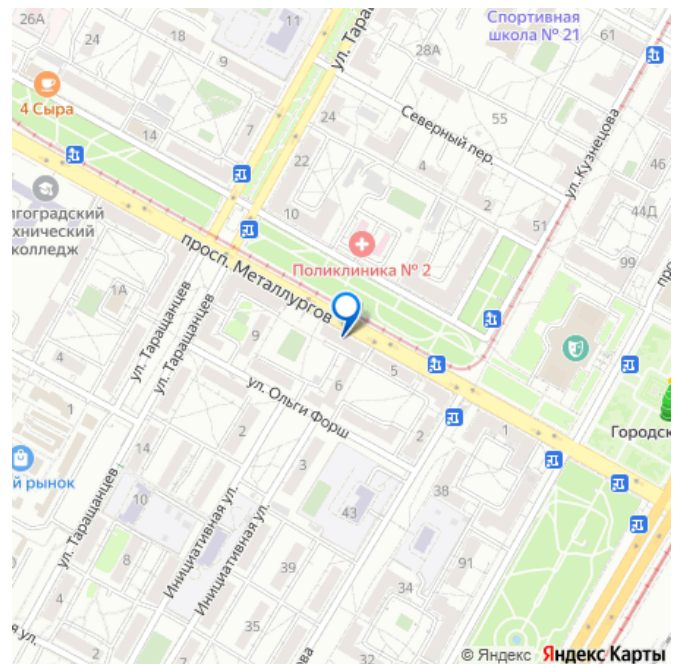 26А
24
18
9
11
ул. Тара
28А
Спортивная
школа № 21
61
4 Сыра
14
7
24
22
Северный пер.
55
4
2
ул. Кузнецова
46
44Д
51
99
лгоградский
хнический
колледж
10
Поликлиника № 2
просп. Металлургов
1А
ул. Таращанцев
ул. Таращанцев
9
4
1
ул. Ольги Форш
6
5
2
1
Городск
й рынок
14
10
2
3
38
43
ул. Таращанцев
8
4
Инициативная ул.
Инициативная ул.
39
34
91
я ул.
ова
© Яндекс Яндекс Карты